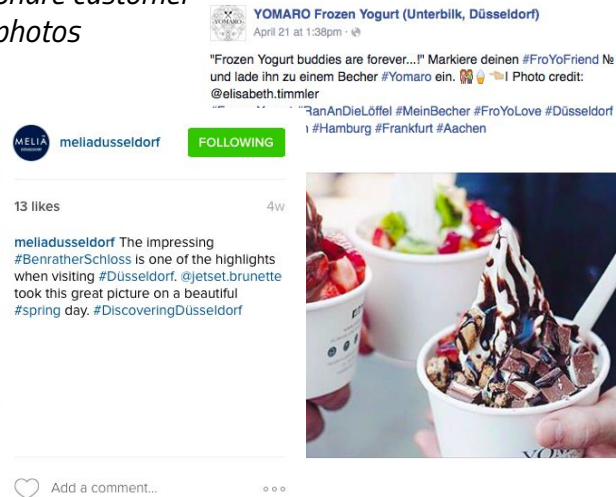 share customer
photos
YOMARO Frozen Yogurt (Unterbilk, Düsseldorf)
April 21 at 1:38pm ·
"Frozen Yogurt buddies are forever...!" Markiere deinen #FroYoFriend №
und lade ihn zu einem Becher #Yomaro ein. ! Photo credit:
@elisabeth.timmler
#RanAnDieLöffel #MeinBecher #FroYoLove #Düsseldorf
#Hamburg #Frankfurt #Aachen
MELIÃ
meliadusseldorf
FOLLOWING
13 likes
4w
meliadusseldorf The impressing
#BenratherSchloss is one of the highlights
when visiting #Düsseldorf. @jetset.brunette
took this great picture on a beautiful
#spring day. #DiscoveringDüsseldorf
Add a comment...